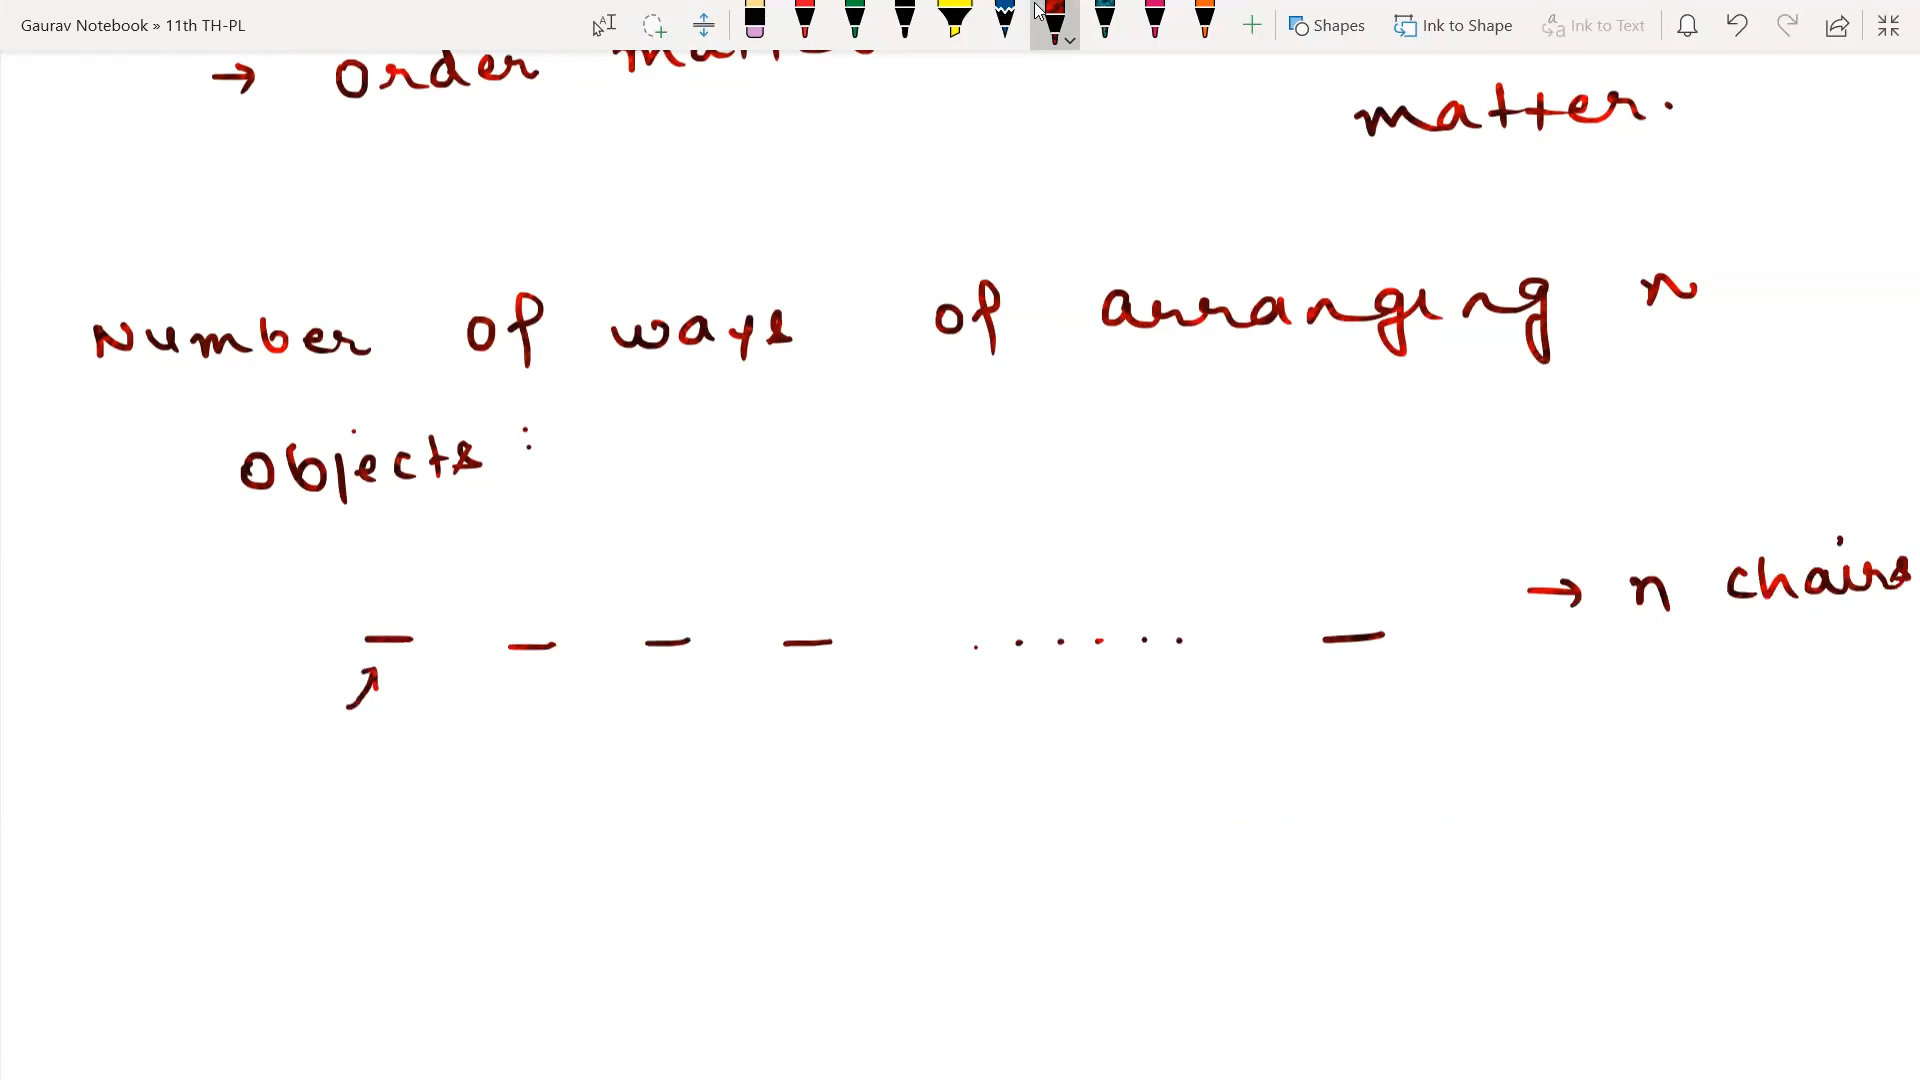 Gaurav Notebook » 11th TH-PL
Shapes
Ink to Shape
Ink to Text
→ Order matter
matter.
Number of ways of arranging n
objects :
→ n chairs